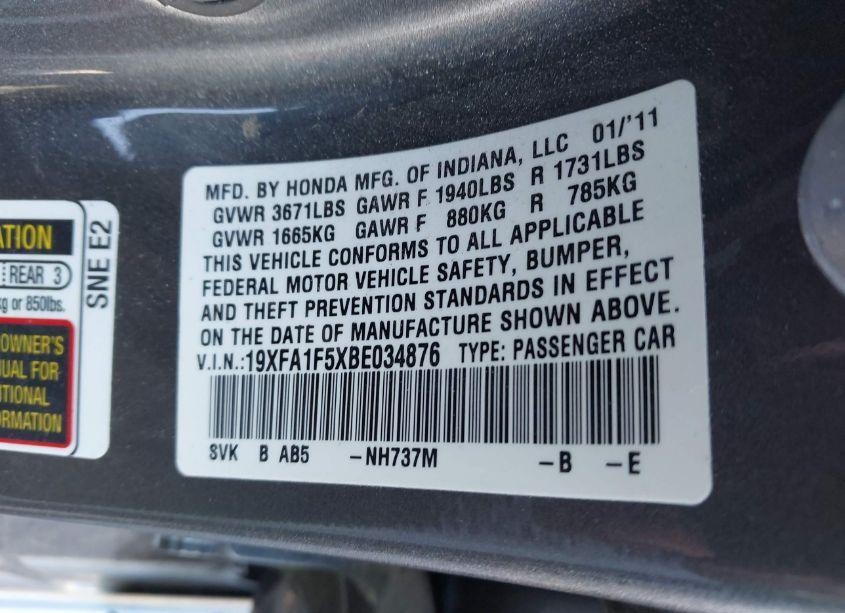 ATION
REAR 3
kg or 850lbs.
OWNER'S
UAL FOR
ITIONAL
ORMATION
SNE E2
MFD. BY HONDA MFG. OF INDIANA, LLC 01/'11
GVWR 3671LBS GAWR F 1940LBS R 1731LBS
GVWR 1665KG GAWR F 880KG R 785KG
THIS VEHICLE CONFORMS TO ALL APPLICABLE
FEDERAL MOTOR VEHICLE SAFETY, BUMPER,
AND THEFT PREVENTION STANDARDS IN EFFECT
ON THE DATE OF MANUFACTURE SHOWN ABOVE.
V.I.N.:19XFA1F5XBE034876 TYPE: PASSENGER CAR
SVK B AB5 -NH737M -B -E